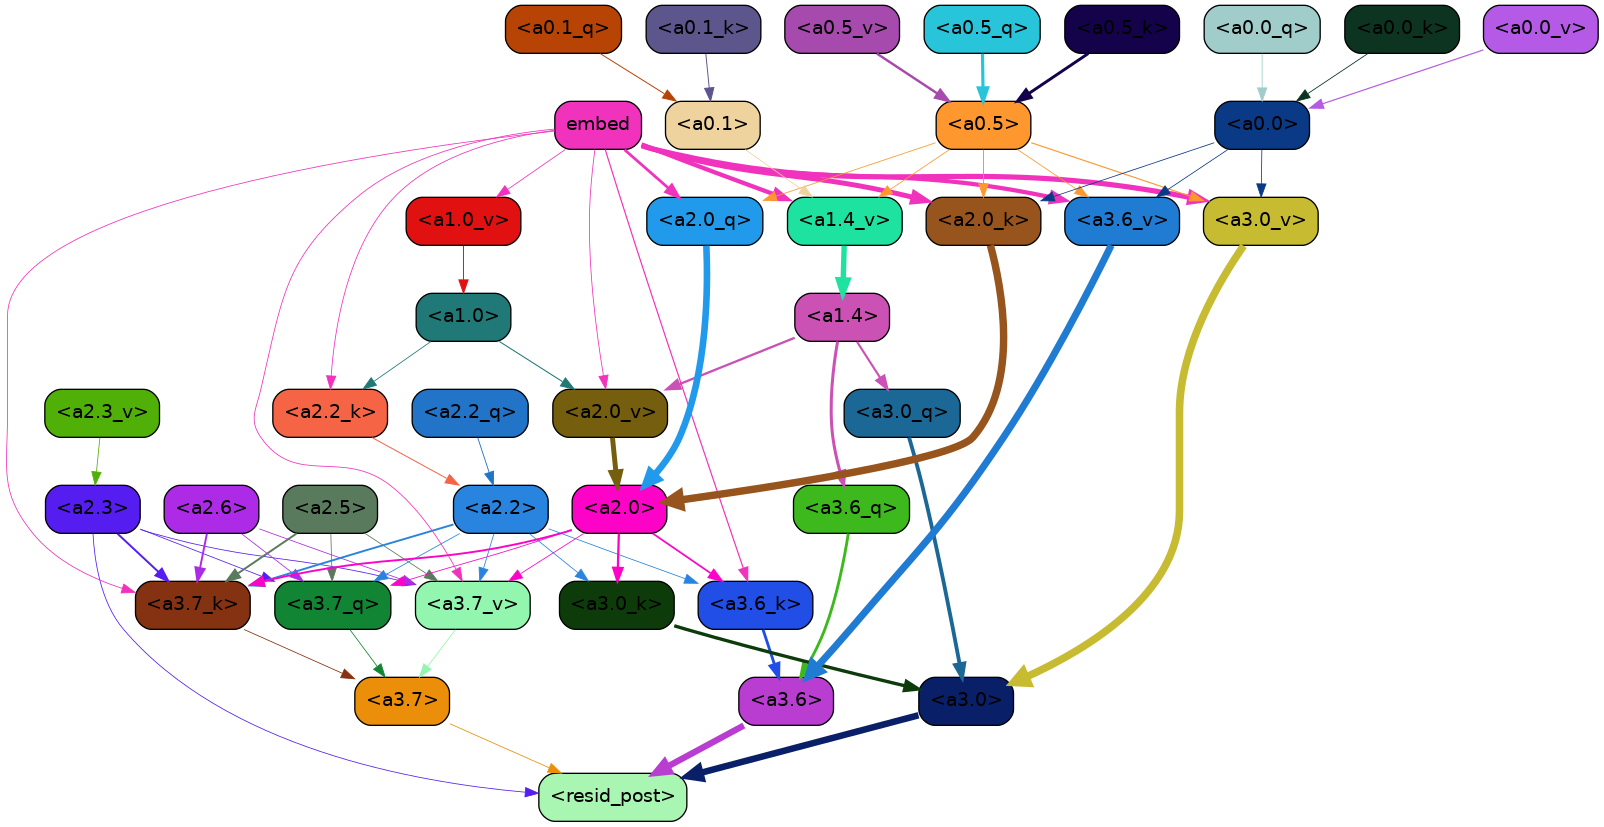 <a0.1_q> <a0.1_k> <a0.5_v> <a0.5_q> <a0.5_k> <a0.0_q> <a0.0_k> <a0.0_v>
embed <a0.1> <a0.5> <a0.0>
<a1.0_v> <a2.0_q> <a1.4_v> <a2.0_k> <a3.6_v> <a3.0_v>
<a1.0> <a1.4>
<a2.3_v> <a2.2_k> <a2.2_q> <a2.0_v> <a3.0_q>
<a2.3> <a2.6> <a2.5> <a2.2> <a2.0> <a3.6_q>
<a3.7_k> <a3.7_q> <a3.7_v> <a3.0_k> <a3.6_k>
<a3.7> <a3.6> <a3.0>
<resid_post>